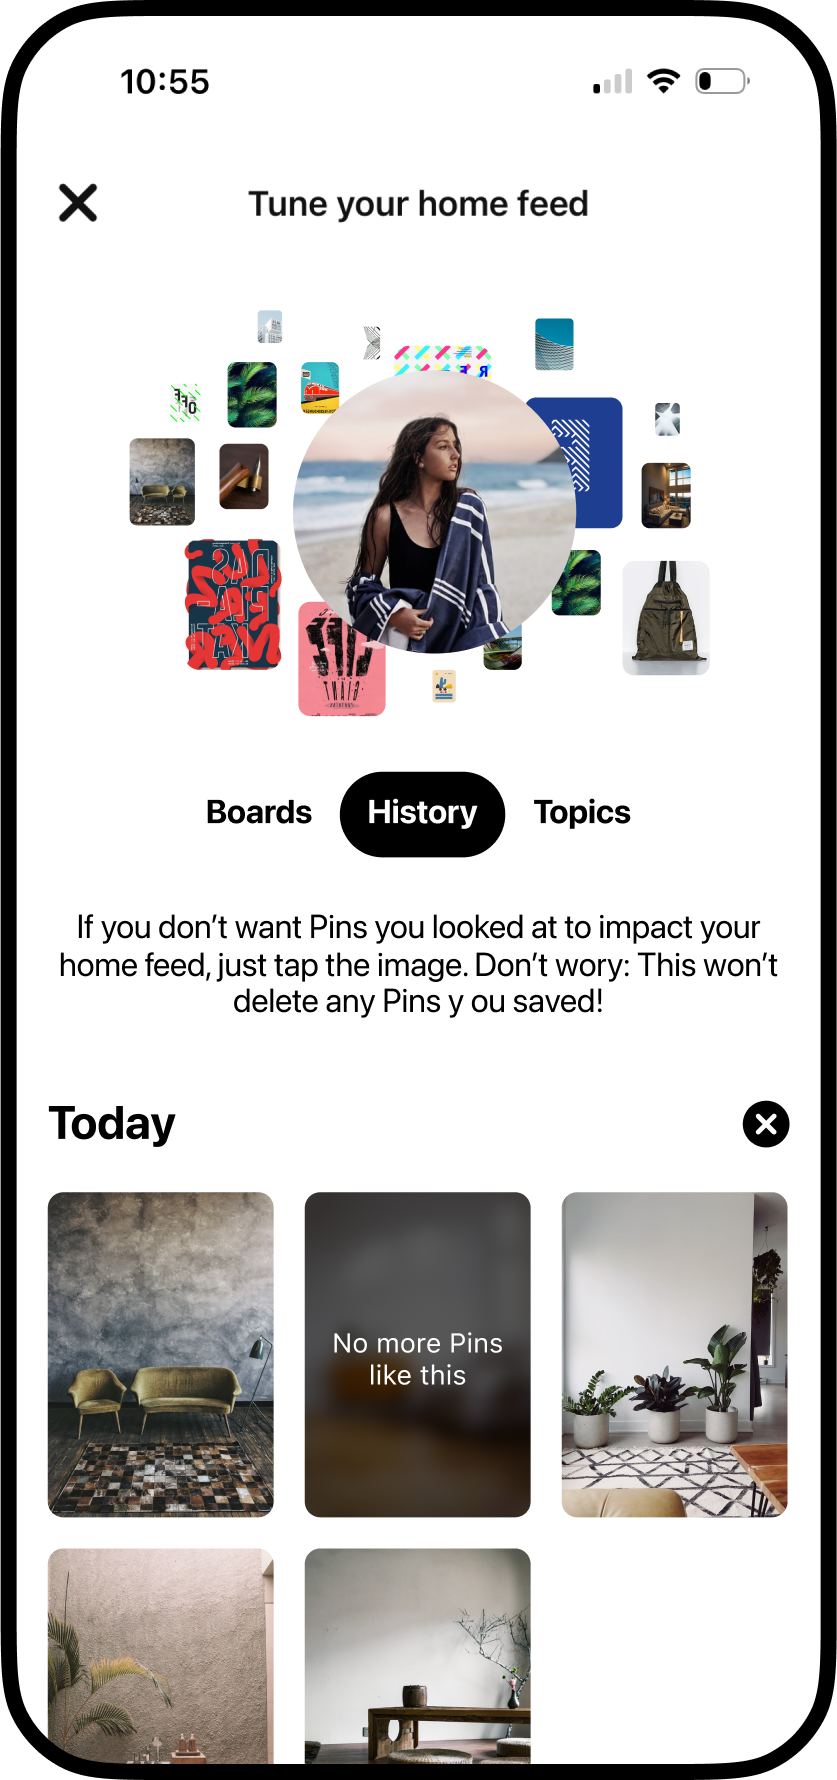 10:55
Tune your home feed
Boards
History
Topics
If you don’t want Pins you looked at to impact your
home feed, just tap the image. Don’t wory: This won’t
delete any Pins y ou saved!
Today
No more Pins
like this